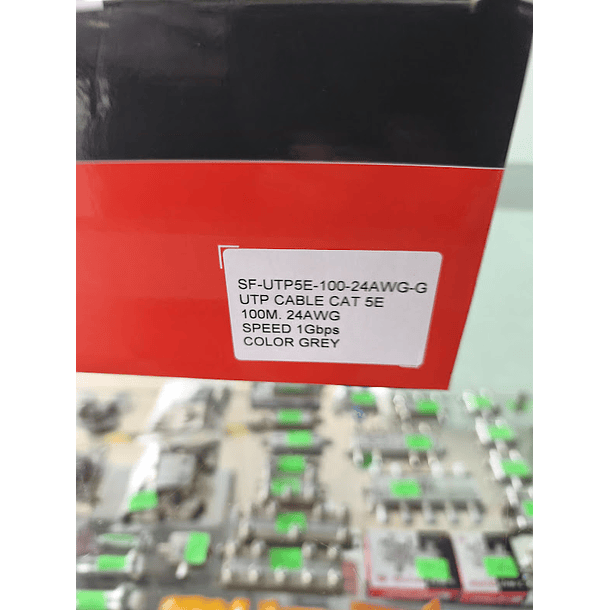 SF-UTP5E-100-24AWG-G
UTP CABLE CAT 5E
100M. 24AWG
SPEED 1Gbps
COLOR GREY